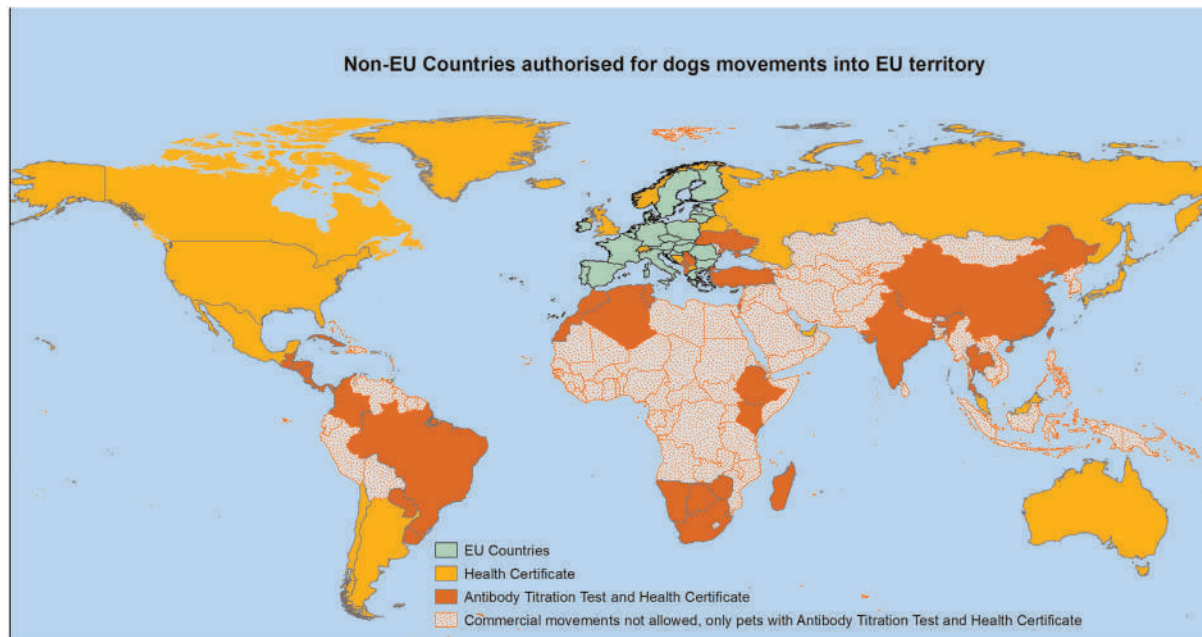 Non-EU Countries authorised for dogs movements into EU territory
EU Countries
Health Certificate
Antibody Titration Test and Health Certificate
Commercial movements not allowed, only pets with Antibody Titration Test and Health Certificate